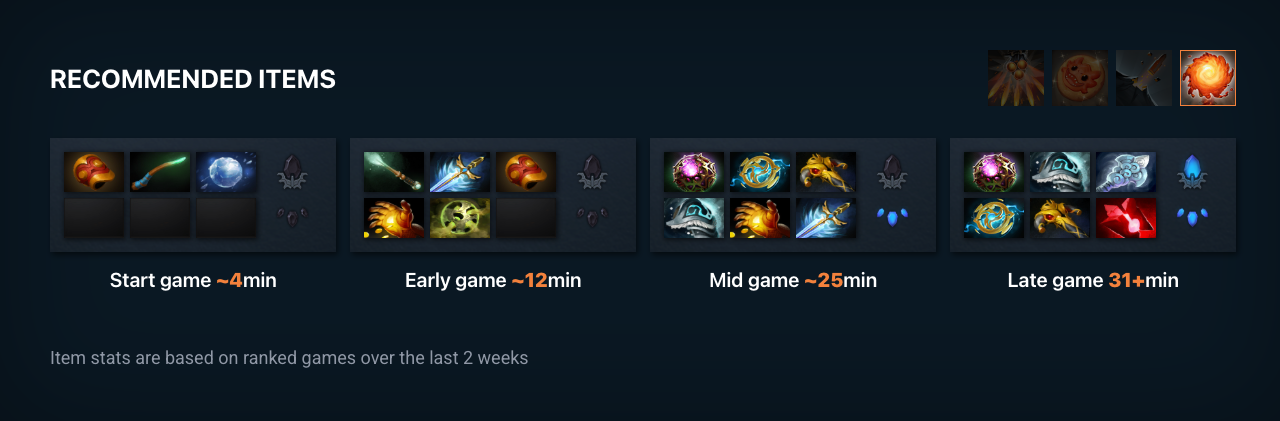 RECOMMENDED ITEMS
Start game ~4min
Early game ~12min
Mid game ~25min
Late game 31+min
Item stats are based on ranked games over the last 2 weeks